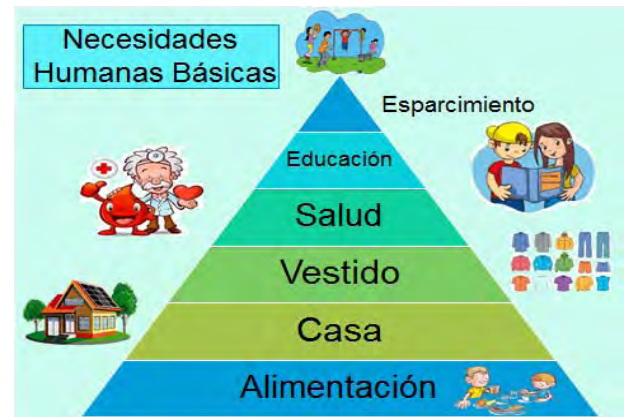 Necesidades
Humanas Básicas
Esparcimiento
Educación
Salud
Vestido
Casa
Alimentación